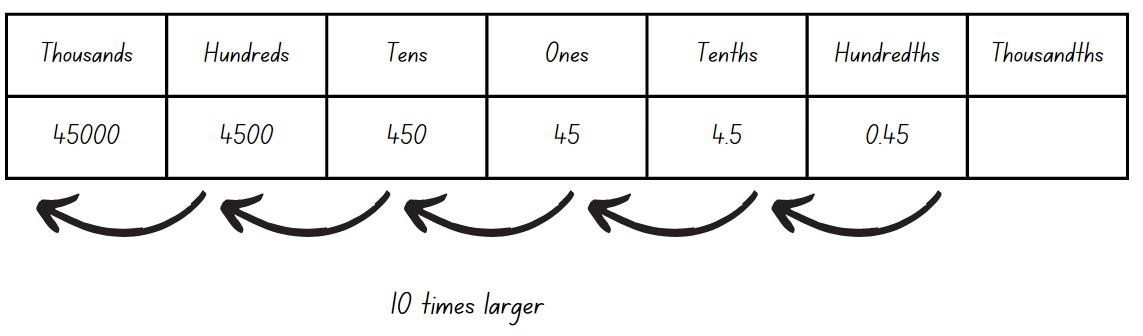 Thousands Hundreds Tens Ones Tenths Hundredths Thousandths
45000 4500 450 45 4.5 0.45
10 times larger